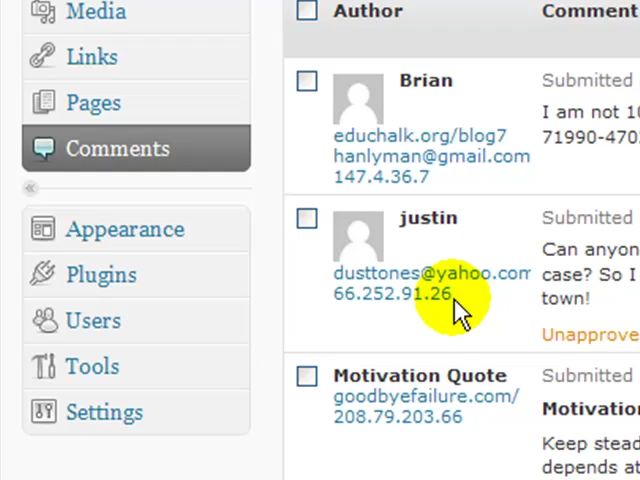 Media
Links
Pages
Comments
Appearance
Plugins
Users
Tools
Settings
Author Comment
Brian Submitted
educhalk.org/blog7
hanlyman@gmail.com
147.4.36.7
I am not 10
71990-470
justin Submitted
dusttones@yahoo.com
66.252.91.26
Can anyon
case? So I
town!
Unapprove
Motivation Quote Submitted
goodbyefailure.com/
208.79.203.66
Motivation
Keep stead
depends at